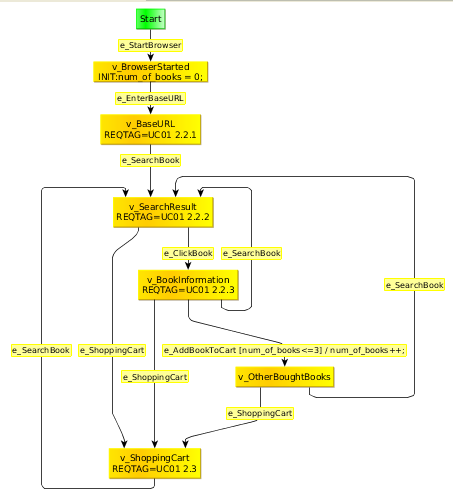 Start
e_StartBrowser
v_BrowserStarted
INIT:num_of_books = 0;
e_EnterBaseURL
v_BaseURL
REQTAG=UC01 2.2.1
e_SearchBook
v_SearchResult
REQTAG=UC01 2.2.2
e_ClickBook
e_SearchBook
v_BookInformation
REQTAG=UC01 2.2.3
e_SearchBook
e_SearchBook
e_ShoppingCart
e_AddBookToCart [num_of_books<=3] / num_of_books++;
e_ShoppingCart
v_OtherBoughtBooks
e_ShoppingCart
v_ShoppingCart
REQTAG=UC01 2.3